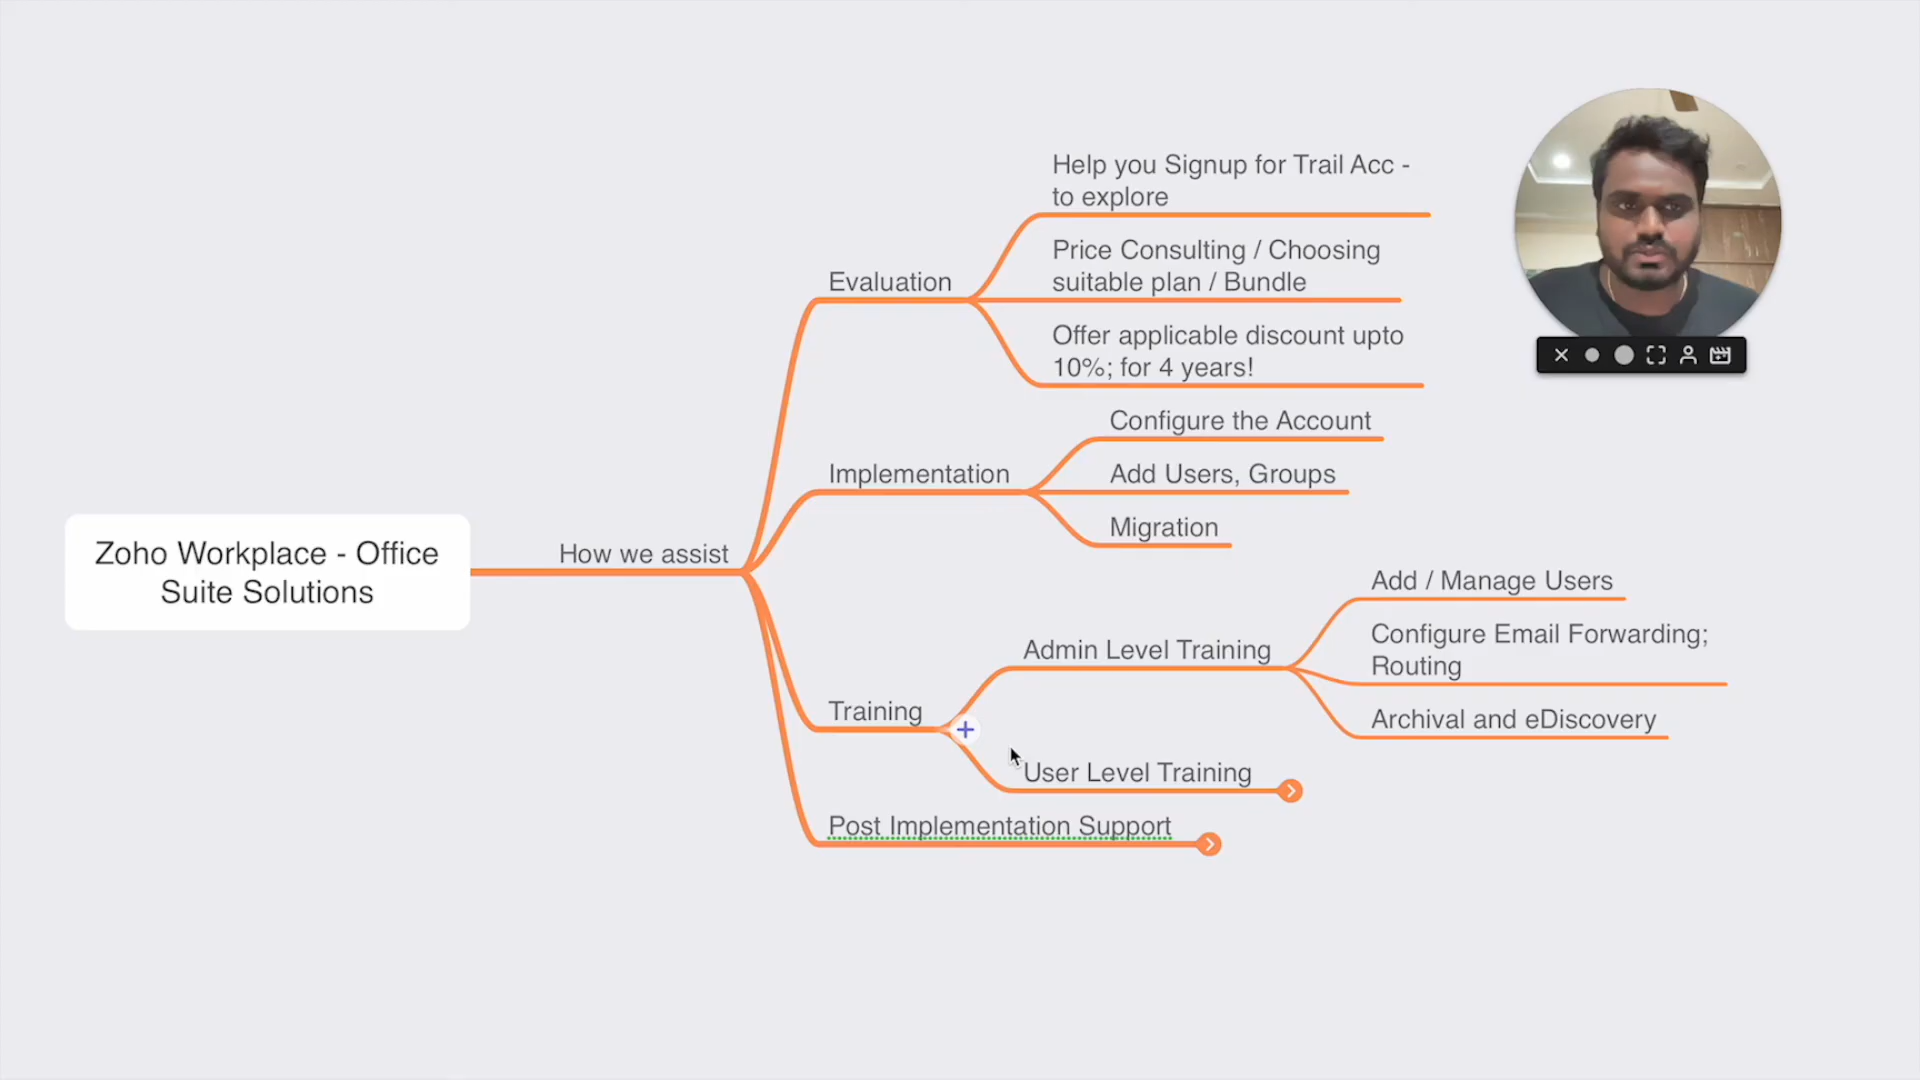 Zoho Workplace - Office
Suite Solutions
How we assist
Evaluation
Help you Signup for Trail Acc -
to explore
Price Consulting / Choosing
suitable plan / Bundle
Offer applicable discount upto
10%; for 4 years!
Implementation
Configure the Account
Add Users, Groups
Migration
Training
Admin Level Training
Add / Manage Users
Configure Email Forwarding;
Routing
Archival and eDiscovery
User Level Training
Post Implementation Support